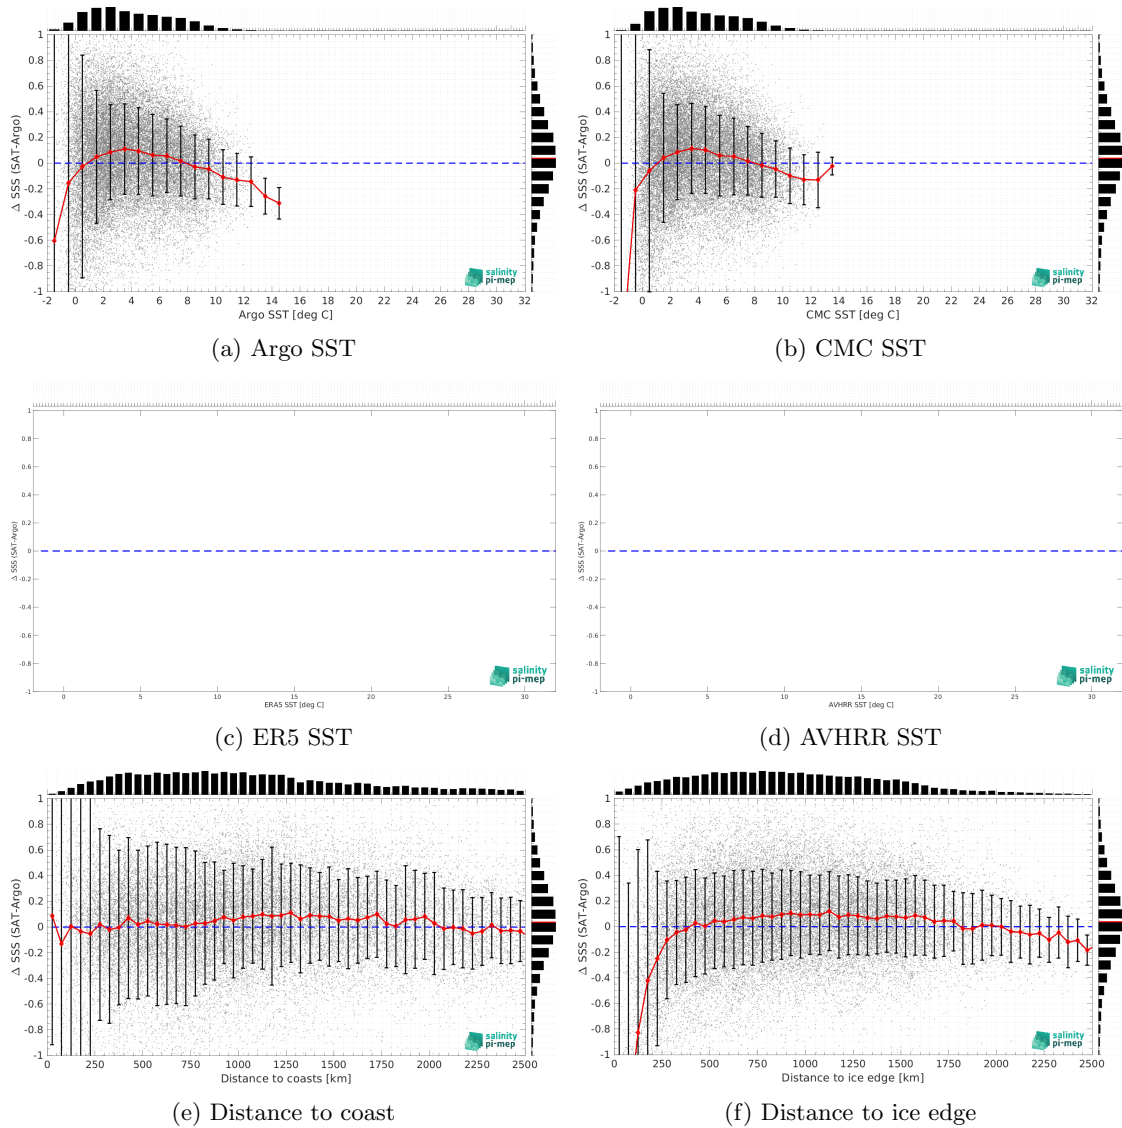 1
0.8
0.6
0.4
0.2
0
-0.2
-0.4
-0.6
-0.8
-1
Δ SSS (SAT-Argo)
-2 0 2 4 6 8 10 12 14 16 18 20 22 24 26 28 30 32
Argo SST [deg C]
salinity
pi-mep
(a) Argo SST
1
0.8
0.6
0.4
0.2
0
-0.2
-0.4
-0.6
-0.8
-1
Δ SSS (SAT-Argo)
-2 0 2 4 6 8 10 12 14 16 18 20 22 24 26 28 30 32
CMC SST [deg C]
salinity
pi-mep
(b) CMC SST
1
0.8
0.6
0.4
0.2
0
-0.2
-0.4
-0.6
-0.8
-1
Δ SSS (SAT-Argo)
0 5 10 15 20 25 30
ERA5 SST [deg C]
salinity
pi-mep
(c) ER5 SST
1
0.8
0.6
0.4
0.2
0
-0.2
-0.4
-0.6
-0.8
-1
Δ SSS (SAT-Argo)
0 5 10 15 20 25 30
AVHRR SST [deg C]
salinity
pi-mep
(d) AVHRR SST
1
0.8
0.6
0.4
0.2
0
-0.2
-0.4
-0.6
-0.8
-1
Δ SSS (SAT-Argo)
0 250 500 750 1000 1250 1500 1750 2000 2250 2500
Distance to coasts [km]
salinity
pi-mep
(e) Distance to coast
1
0.8
0.6
0.4
0.2
0
-0.2
-0.4
-0.6
-0.8
-1
Δ SSS (SAT-Argo)
0 250 500 750 1000 1250 1500 1750 2000 2250 2500
Distance to ice edge [km]
salinity
pi-mep
(f) Distance to ice edge